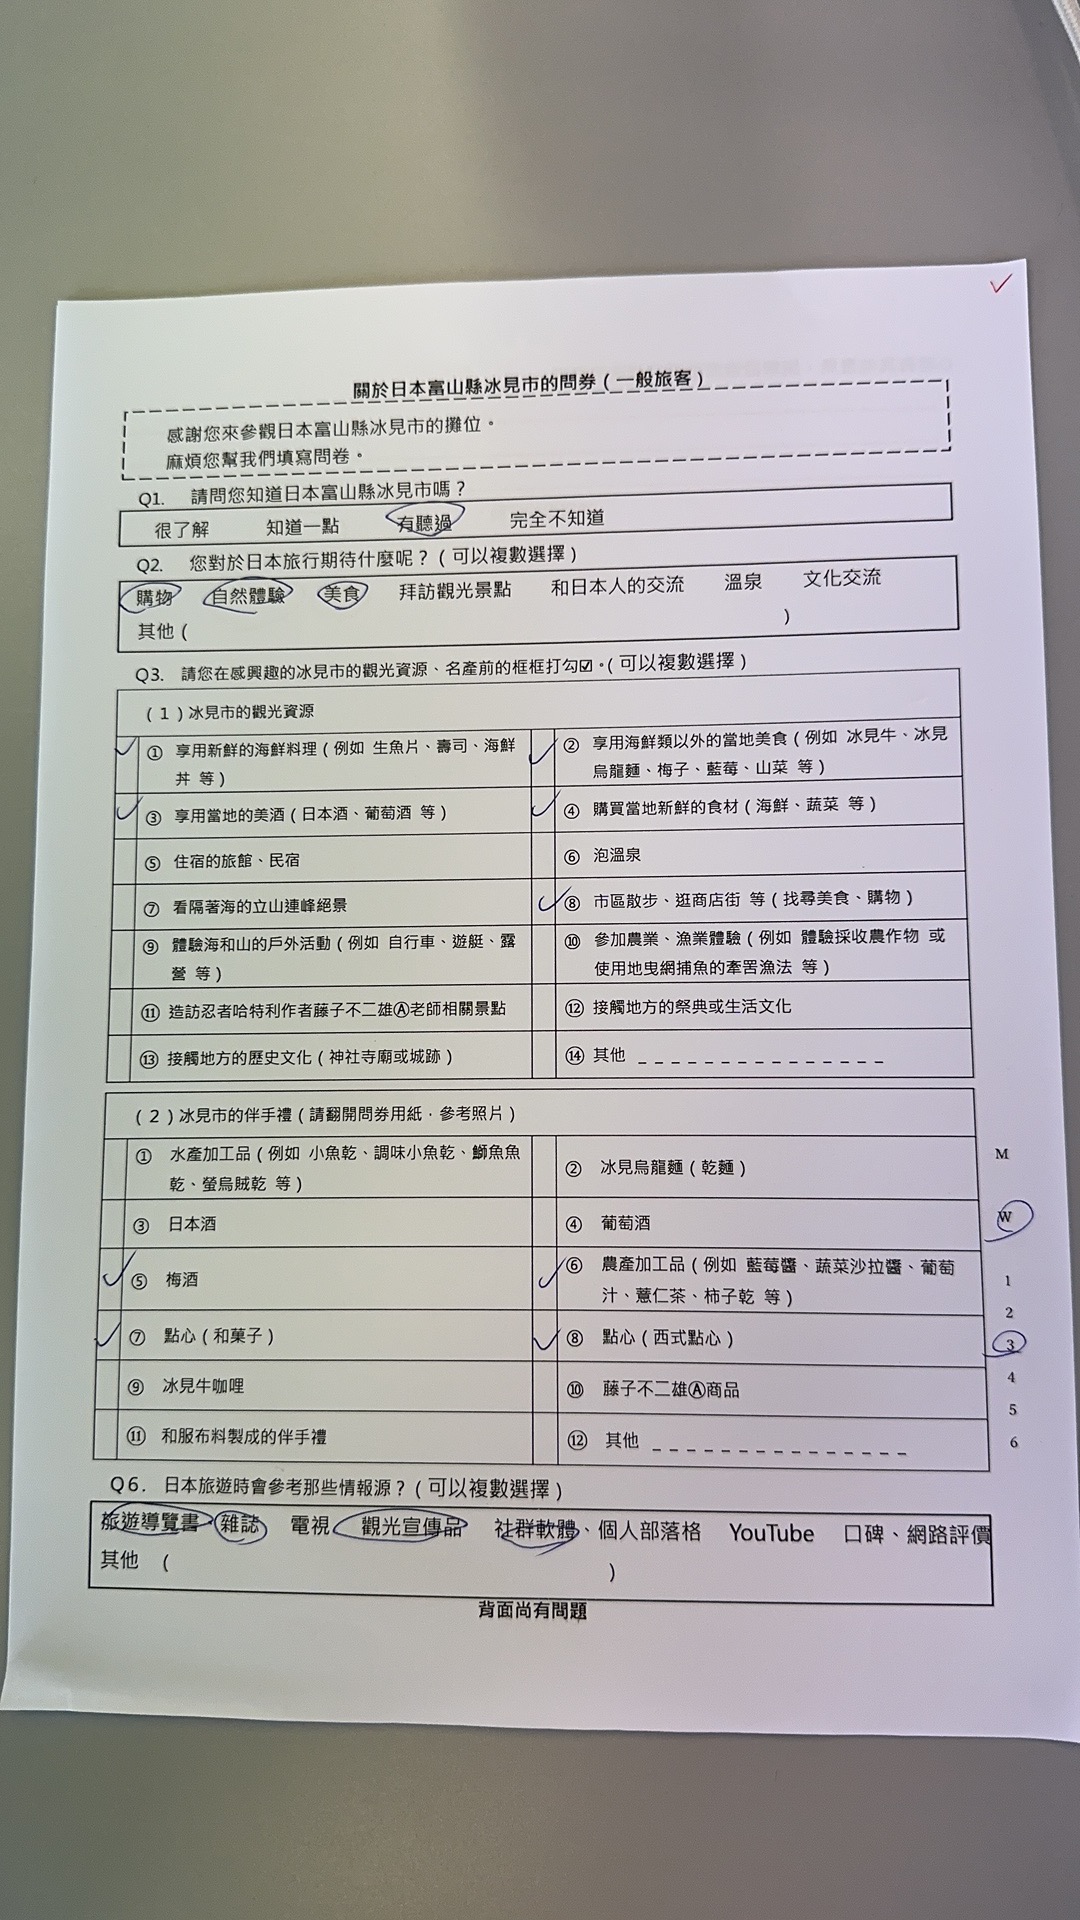 關於日本富山縣冰見市的問券（一般旅客）
感謝您來參觀日本富山縣冰見市的攤位。
麻煩您幫我們填寫問卷。
Q1. 請問您知道日本富山縣冰見市嗎？
很了解 知道一點 有聽過 完全不知道
Q2. 您對於日本旅行期待什麼呢？（可以複數選擇）
購物 自然體驗 美食 拜訪觀光景點 和日本人的交流 溫泉 文化交流
其他（ ）
Q3. 請您在感興趣的冰見市的觀光資源、名產前的框框打勾☑。（可以複數選擇）
（1）冰見市的觀光資源
① 享用新鮮的海鮮料理（例如 生魚片、壽司、海鮮
丼 等）
② 享用海鮮類以外的當地美食（例如 冰見牛、冰見
烏龍麵、梅子、藍莓、山菜 等）
③ 享用當地的美酒（日本酒、葡萄酒 等）
④ 購買當地新鮮的食材（海鮮、蔬菜 等）
⑤ 住宿的旅館、民宿
⑥ 泡溫泉
⑦ 看隔著海的立山連峰絕景
⑧ 市區散步、逛商店街 等（找尋美食、購物）
⑨ 體驗海和山的戶外活動（例如 自行車、遊艇、露
營 等）
⑩ 參加農業、漁業體驗（例如 體驗採收農作物 或
使用地曳網捕魚的牽罟漁法 等）
⑪ 造訪忍者哈特利作者藤子不二雄Ⓐ老師相關景點
⑫ 接觸地方的祭典或生活文化
⑬ 接觸地方的歷史文化（神社寺廟或城跡）
⑭ 其他 _ _ _ _ _ _ _ _ _ _ _ _ _ _
（2）冰見市的伴手禮（請翻開問券用紙，參考照片）
① 水產加工品（例如 小魚乾、調味小魚乾、鰤魚魚
乾、螢烏賊乾 等）
② 冰見烏龍麵（乾麵）
M
③ 日本酒
④ 葡萄酒
W
⑤ 梅酒
⑥ 農產加工品（例如 藍莓醬、蔬菜沙拉醬、葡萄
汁、薏仁茶、柿子乾 等）
1
2
⑦ 點心（和菓子）
⑧ 點心（西式點心）
3
⑨ 冰見牛咖哩
⑩ 藤子不二雄Ⓐ商品
4
5
⑪ 和服布料製成的伴手禮
⑫ 其他 _ _ _ _ _ _ _ _ _ _ _ _ _ _ _
6
Q6. 日本旅遊時會參考那些情報源？（可以複數選擇）
旅遊導覽書、雜誌 電視 觀光宣傳品 社群軟體、個人部落格 YouTube 口碑、網路評價
其他 （ ）
背面尚有問題